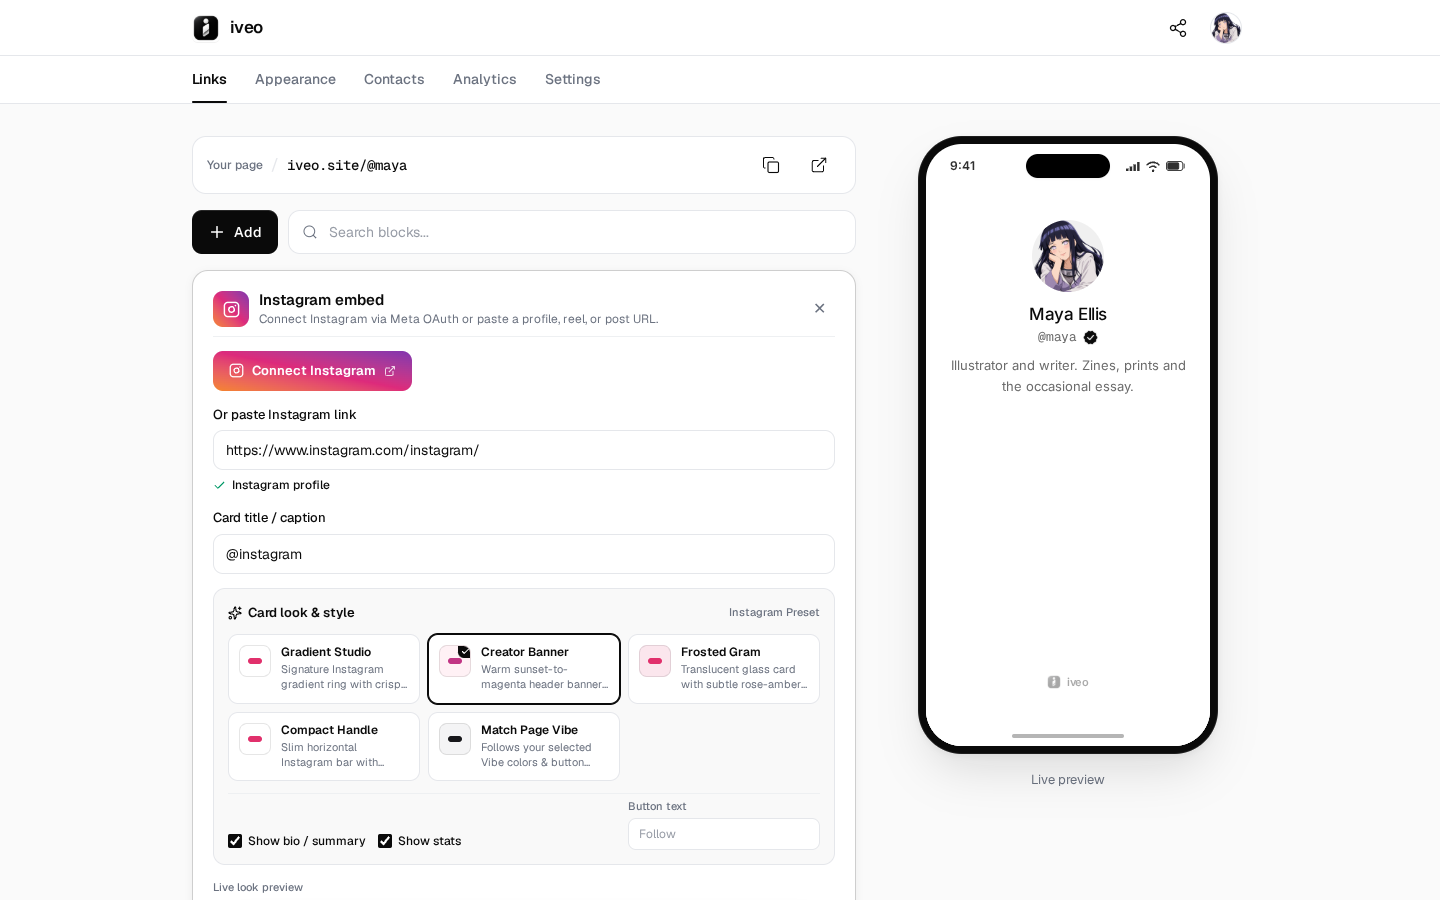 iveo
Links
Appearance
Contacts
Analytics
Settings
Your page / iveo.site/@maya
Add
Search blocks...
Instagram embed
Connect Instagram via Meta OAuth or paste a profile, reel, or post URL.
Connect Instagram
Or paste Instagram link
https://www.instagram.com/instagram/
Instagram profile
Card title / caption
@instagram
Card look & style
Instagram Preset
Gradient Studio
Signature Instagram
gradient ring with crisp...
Creator Banner
Warm sunset-to-
magenta header banner...
Frosted Gram
Translucent glass card
with subtle rose-amber...
Compact Handle
Slim horizontal
Instagram bar with...
Match Page Vibe
Follows your selected
Vibe colors & button...
Show bio / summary
Show stats
Button text
Follow
Live look preview
9:41
Maya Ellis
@maya
Illustrator and writer. Zines, prints and
the occasional essay.
iveo
Live preview